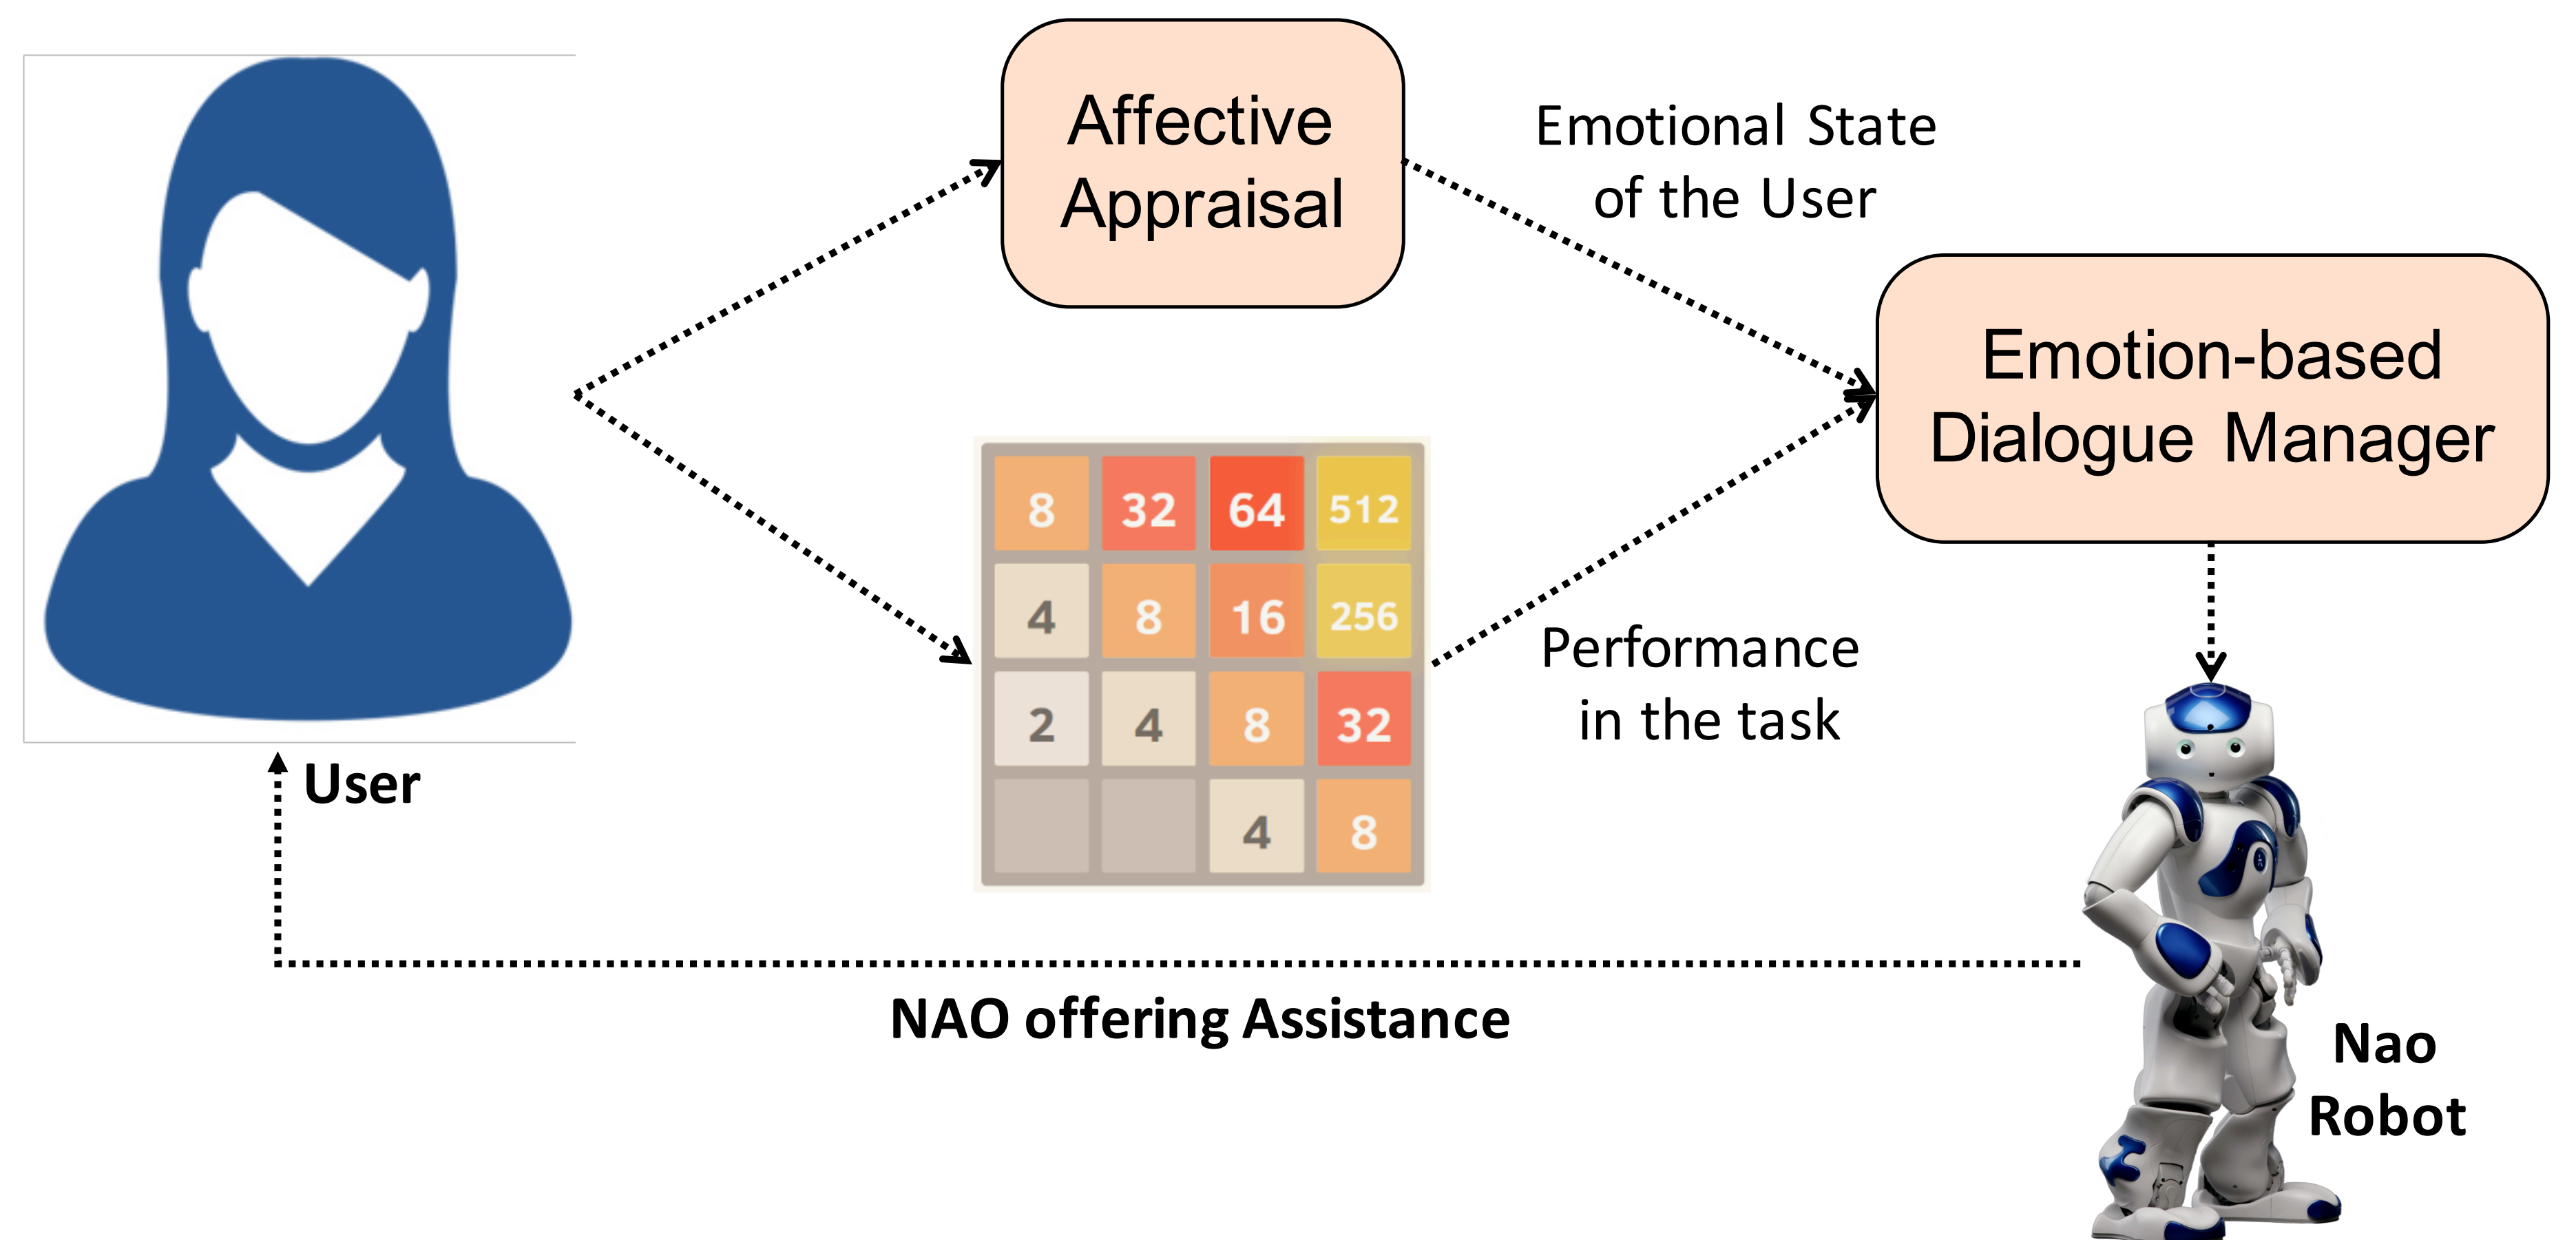 Affective
Appraisal
Emotional State
of the User
Emotion-based
Dialogue Manager
8 32 64 512
4 8 16 256
2 4 8 32
4 8
Performance
in the task
User
NAO offering Assistance
Nao
Robot